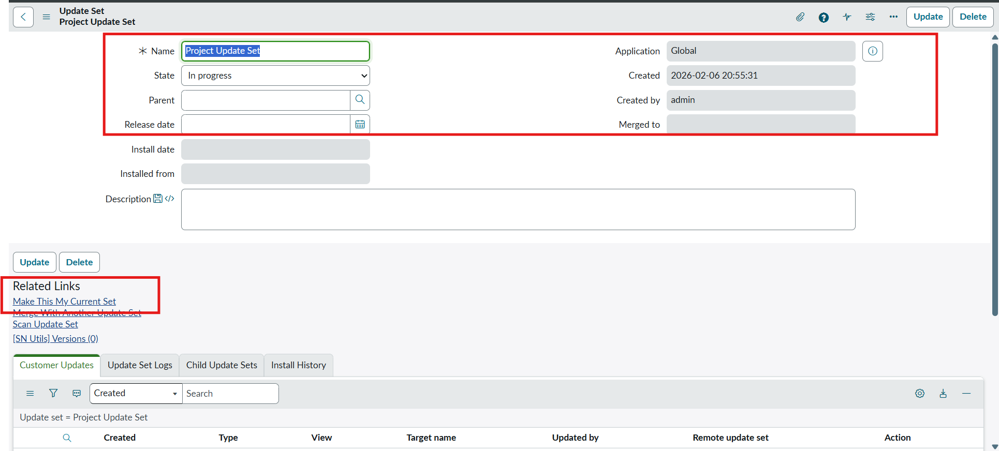 Update Set
Project Update Set
Update
Delete
Name
Project Update Set
Application
Global
State
In progress
Created
2026-02-06 20:55:31
Parent
Created by
admin
Release date
Merged to
Install date
Installed from
Description
Update
Delete
Related Links
Make This My Current Set
Merge With Another Update Set
Scan Update Set
[SN Utils] Versions (0)
Customer Updates
Update Set Logs
Child Update Sets
Install History
Created
Search
Update set = Project Update Set
Created
Type
View
Target name
Updated by
Remote update set
Action